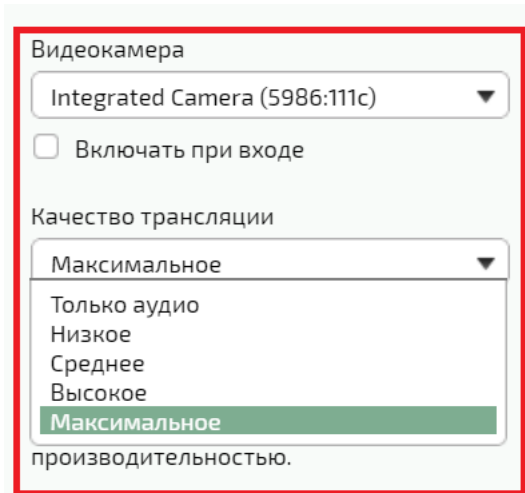 Видеокамера
Integrated Camera (5986:111c)
Включать при входе
Качество трансляции
Максимальное
Только аудио
Низкое
Среднее
Высокое
Максимальное
производительностью.